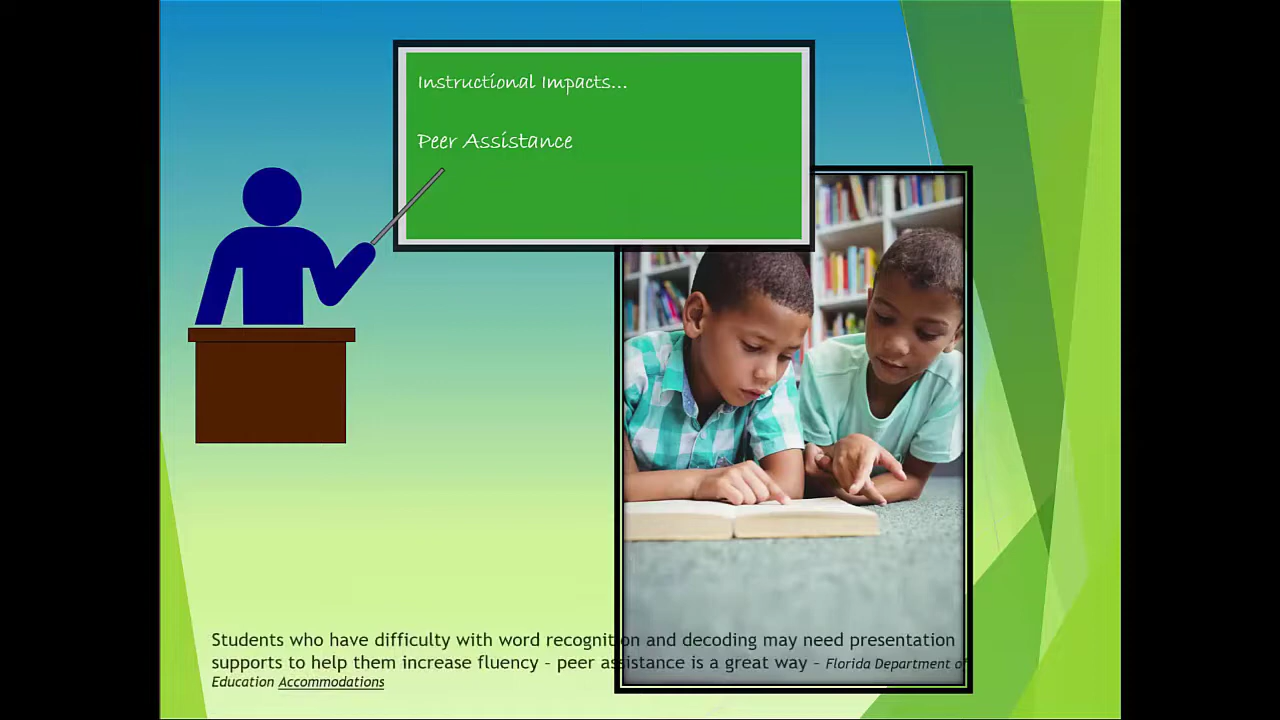 Instructional Impacts...
Peer Assistance
Students who have difficulty with word recognition and decoding may need presentation
supports to help them increase fluency – peer assistance is a great way – Florida Department of
Education Accommodations